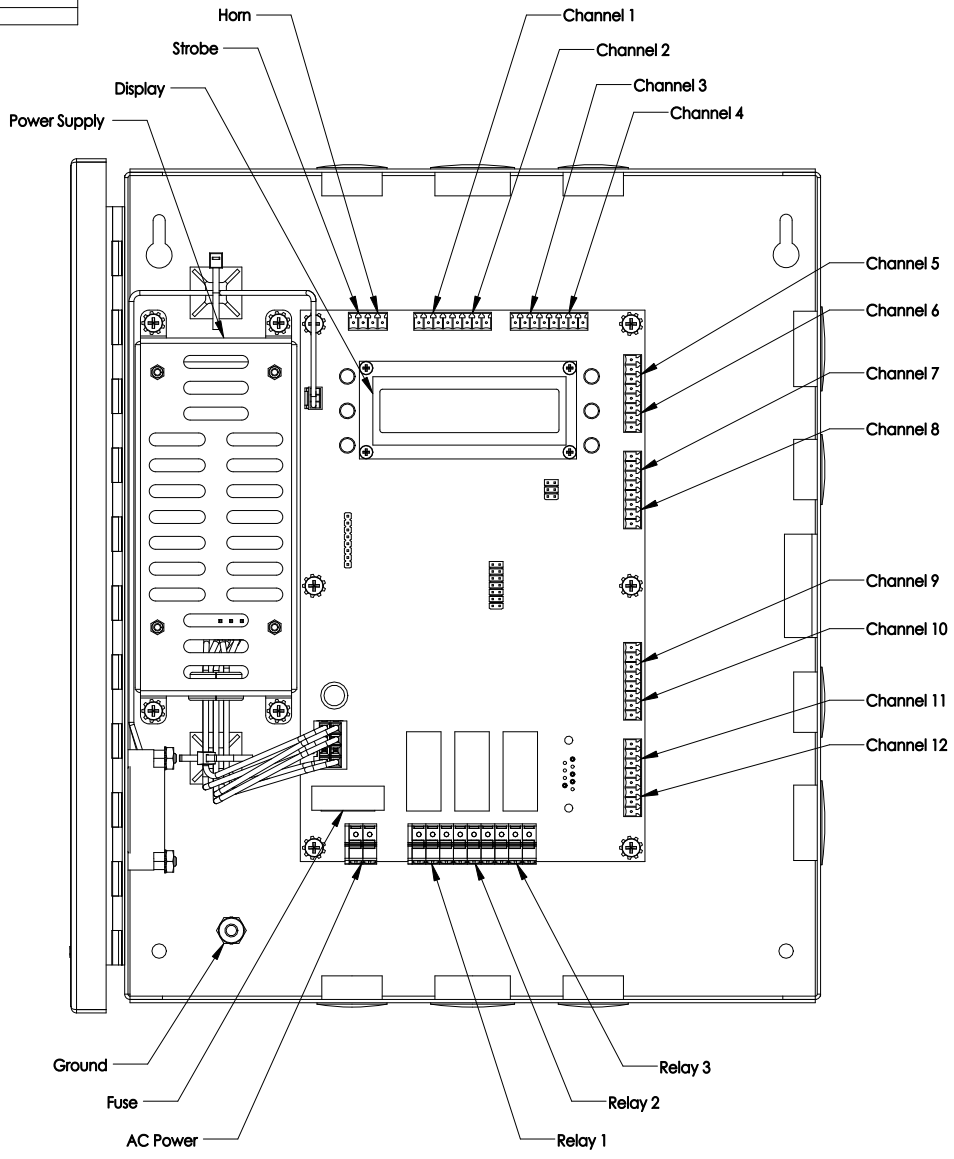 Horn
Channel 1
Strobe
Channel 2
Display
Channel 3
Channel 4
Power Supply
Channel 5
Channel 6
Channel 7
Channel 8
Channel 9
Channel 10
Channel 11
Channel 12
Ground
Relay 3
Fuse
Relay 2
AC Power
Relay 1